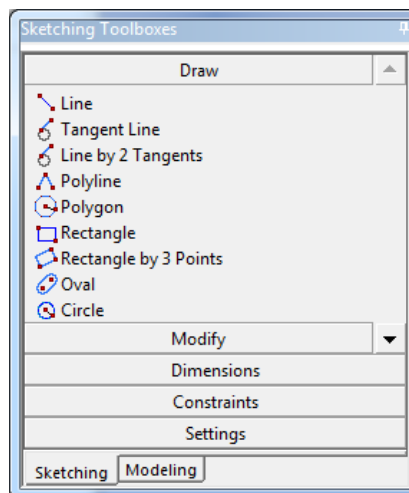 Sketching Toolboxes
Draw
Line
Tangent Line
Line by 2 Tangents
Polyline
Polygon
Rectangle
Rectangle by 3 Points
Oval
Circle
Modify
Dimensions
Constraints
Settings
Sketching Modeling